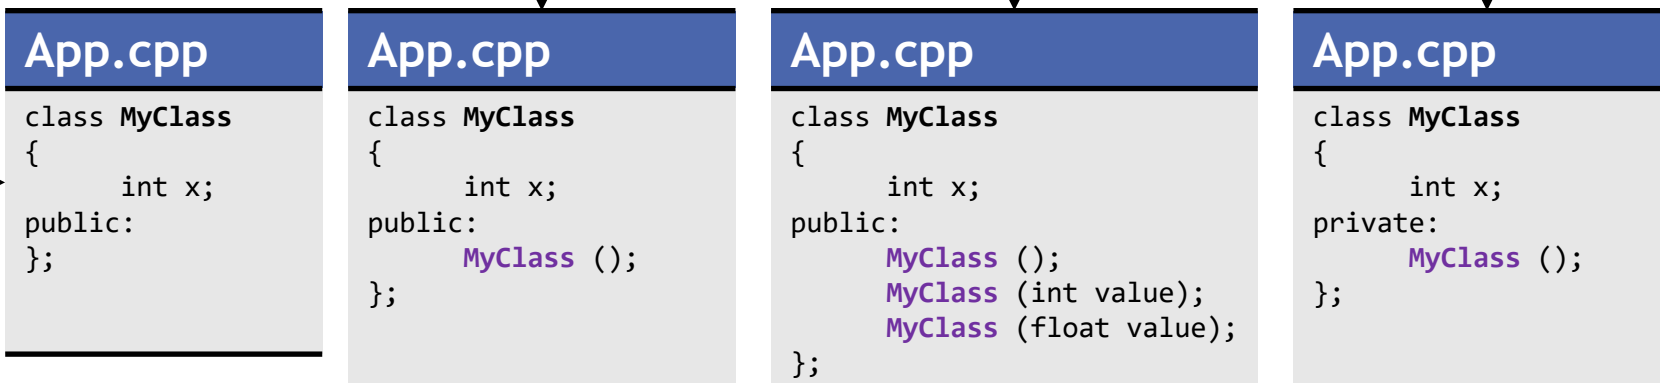 App.cpp
class MyClass
{
int x;
public:
};
App.cpp
class MyClass
{
int x;
public:
MyClass ();
};
App.cpp
class MyClass
{
int x;
public:
MyClass ();
MyClass (int value);
MyClass (float value);
};
App.cpp
class MyClass
{
int x;
private:
MyClass ();
};